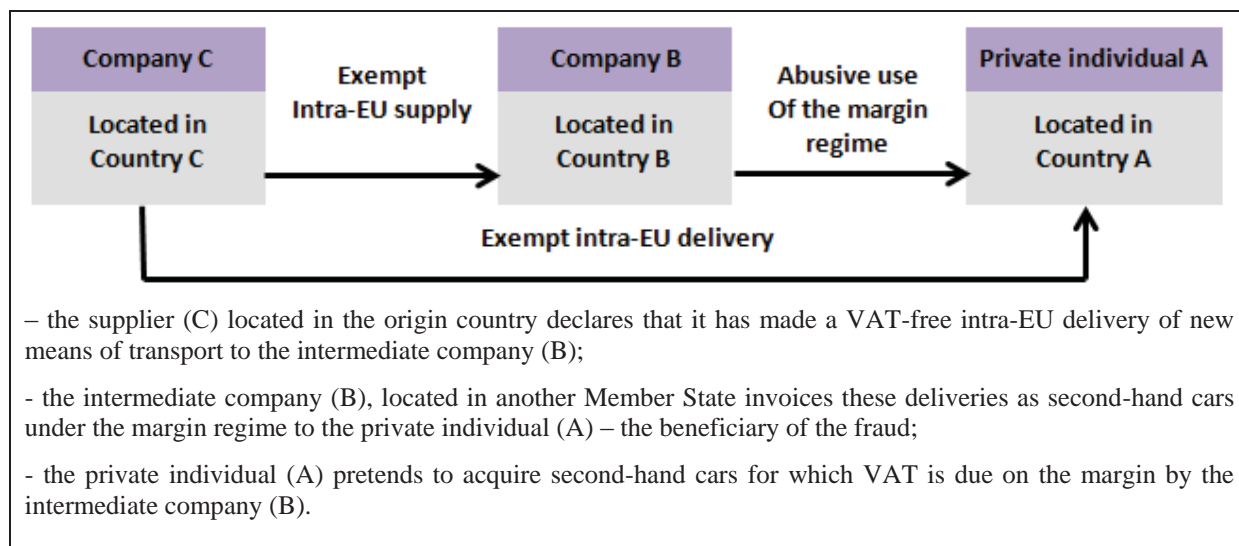 Company C
Located in
Country C
Exempt
Intra-EU supply
Company B
Located in
Country B
Abusive use
Of the margin
regime
Private individual A
Located in
Country A
Exempt intra-EU delivery
– the supplier (C) located in the origin country declares that it has made a VAT-free intra-EU delivery of new
means of transport to the intermediate company (B);
- the intermediate company (B), located in another Member State invoices these deliveries as second-hand cars
under the margin regime to the private individual (A) – the beneficiary of the fraud;
- the private individual (A) pretends to acquire second-hand cars for which VAT is due on the margin by the
intermediate company (B).